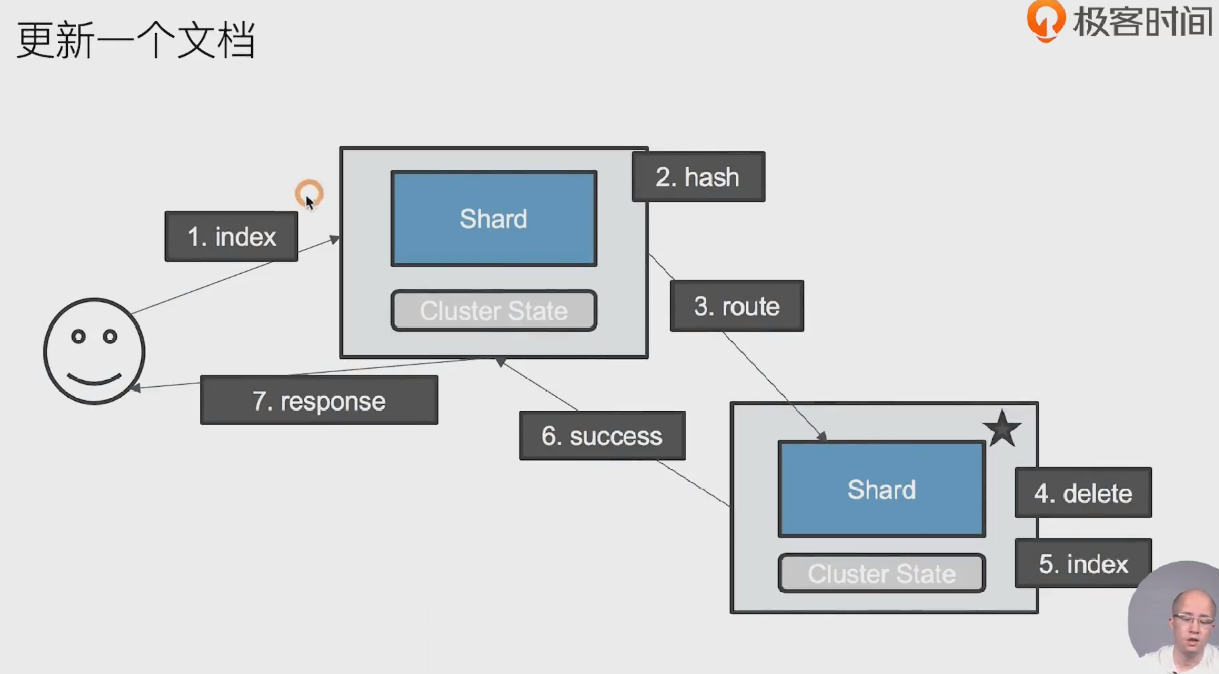 更新一个文档
极客时间
2. hash
Shard
1. index
Cluster State
3. route
7. response
6. success
Shard
4. delete
5. index
Cluster State